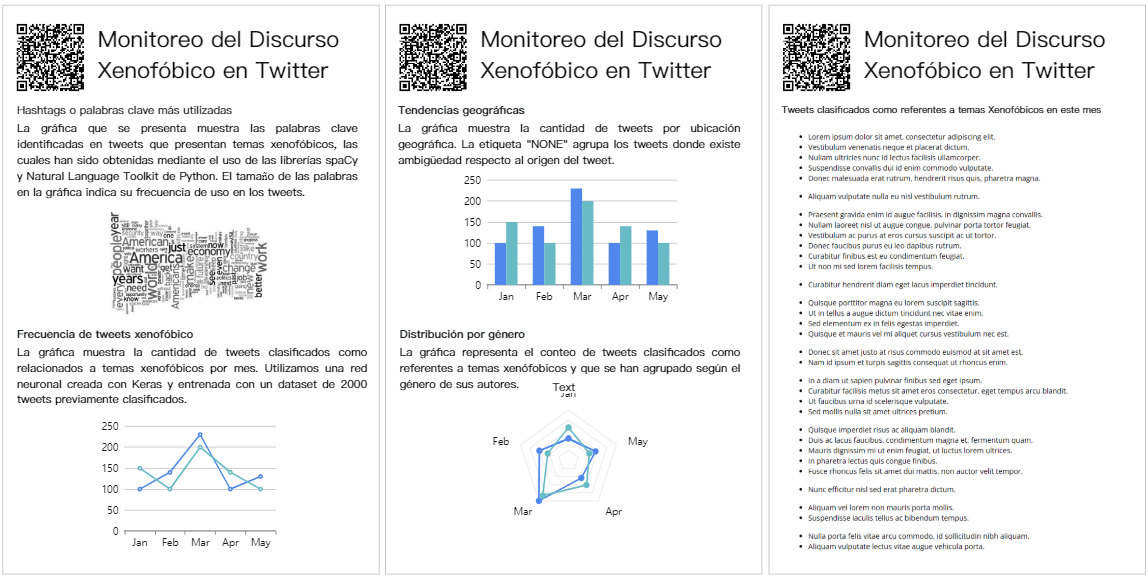 Monitoreo del Discurso
Xenofóbico en Twitter
Hashtags o palabras clave más utilizadas
La gráfica que se presenta muestra las palabras clave
identificadas en tweets que presentan temas xenofóbicos, las
cuales han sido obtenidas mediante el uso de las librerías spaCy
y Natural Language Toolkit de Python. El tamaño de las palabras
en la gráfica indica su frecuencia de uso en los tweets.
people
year
American
just
America
economy
now
want
get
years
need
world
every
know
Americans
make
even
change
job
country
new
better
work
security
way
one
workers
system
Frecuencia de tweets xenofóbico
La gráfica muestra la cantidad de tweets clasificados como
relacionados a temas xenofóbicos por mes. Utilizamos una red
neuronal creada con Keras y entrenada con un dataset de 2000
tweets previamente clasificados.
250
200
150
100
50
0
Jan Feb Mar Apr May
Monitoreo del Discurso
Xenofóbico en Twitter
Tendencias geográficas
La gráfica muestra la cantidad de tweets por ubicación
geográfica. La etiqueta "NONE" agrupa los tweets donde existe
ambigüedad respecto al origen del tweet.
250
200
150
100
50
0
Jan Feb Mar Apr May
Distribución por género
La gráfica representa el conteo de tweets clasificados como
referentes a temas xenófobicos y que se han agrupado según el
género de sus autores.
Text
Jan
Feb
May
Mar
Apr
Monitoreo del Discurso
Xenofóbico en Twitter
Tweets clasificados como referentes a temas Xenofóbicos en este mes
• Lorem ipsum dolor sit amet, consectetur adipiscing elit.
• Vestibulum venenatis neque et placerat dictum.
• Nullam ultricies nunc id lectus facilisis ullamcorper.
• Suspendisse convallis dui id enim commodo vulputate.
• Donec malesuada erat rutrum, hendrerit risus quis, pharetra magna.
• Aliquam vulputate nulla eu nisl vestibulum rutrum.
• Praesent gravida enim id augue facilisis, in dignissim magna convallis.
• Nullam laoreet nisl ut augue congue, pulvinar porta tortor feugiat.
• Vestibulum ac purus at eros cursus suscipit ac ut tortor.
• Donec faucibus purus eu leo dapibus rutrum.
• Curabitur finibus est eu condimentum feugiat.
• Ut non mi sed lorem facilisis tempus.
• Curabitur hendrerit diam eget lacus imperdiet tincidunt.
• Quisque porttitor magna eu lorem suscipit sagittis.
• Ut in tellus a augue dictum tincidunt nec vitae enim.
• Sed elementum ex in felis egestas imperdiet.
• Quisque et mauris vel mi aliquet cursus vestibulum nec est.
• Donec sit amet justo at risus commodo euismod at sit amet est.
• Nam id ipsum et turpis sagittis consequat ut rhoncus enim.
• In a diam ut sapien pulvinar finibus sed eget ipsum.
• Curabitur facilisis metus sit amet eros consectetur, eget tempus arcu blandit.
• Ut faucibus urna id scelerisque vulputate.
• Sed mollis nulla sit amet ultrices pretium.
• Quisque imperdiet risus ac aliquam blandit.
• Duis ac lacus faucibus, condimentum magna et, fermentum quam.
• Mauris dignissim mi ut enim feugiat, ut luctus lorem ultrices.
• In pharetra lectus quis congue finibus.
• Fusce rhoncus felis sit amet dui mattis, non auctor velit tempor.
• Nunc efficitur nisl sed erat pharetra dictum.
• Aliquam vel lorem non mauris porta mollis.
• Suspendisse iaculis tellus ac bibendum tempus.
• Nulla porta felis vitae arcu commodo, id sollicitudin nibh aliquam.
• Aliquam vulputate lectus vitae augue vehicula porta.